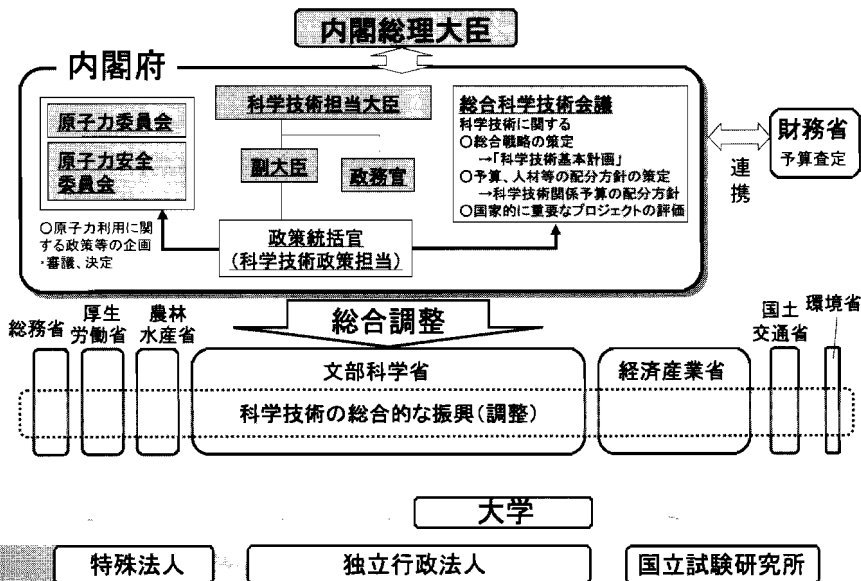 内閣総理大臣
内閣府
原子力委員会
原子力安全
委員会
○原子力利用に関
する政策等の企画
・審議、決定
科学技術担当大臣
副大臣
政務官
政策統括官
(科学技術政策担当)
総合科学技術会議
科学技術に関する
○総合戦略の策定
→「科学技術基本計画」
○予算、人材等の配分方針の策定
→科学技術関係予算の配分方針
○国家的に重要なプロジェクトの評価
連携
財務省
予算査定
総合調整
総務省
厚生
労働省
農林
水産省
文部科学省
経済産業省
国土
交通省
環境省
科学技術の総合的な振興(調整)
大学
特殊法人
独立行政法人
国立試験研究所